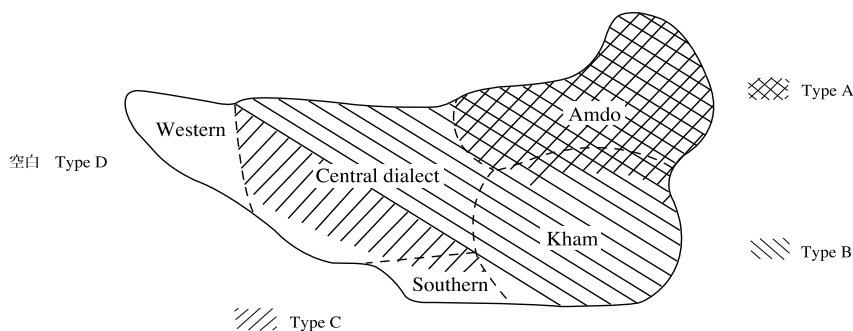 Type A
Amdo
Western
空白 Type D
Central dialect
Kham
Type B
Southern
Type C